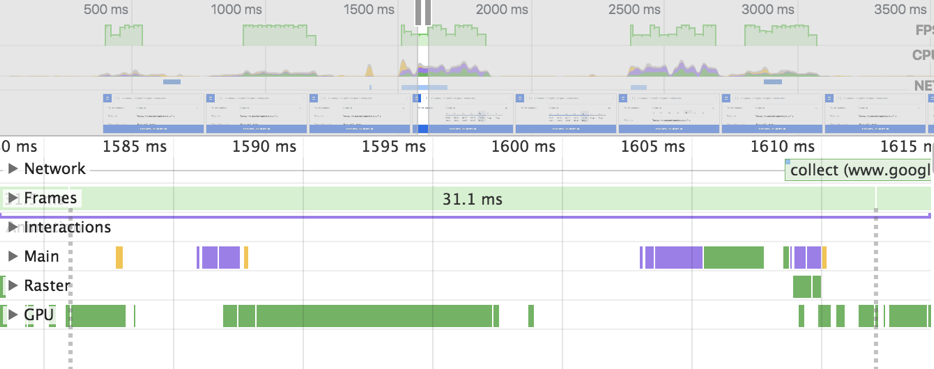 500 ms 1000 ms 1500 ms 2000 ms 2500 ms 3000 ms 3500 ms
FPS
CPU
NE
0 ms 1585 ms 1590 ms 1595 ms 1600 ms 1605 ms 1610 ms 1615 m
Network collect (www.googl
Frames 31.1 ms
Interactions
Main
Raster
GPU